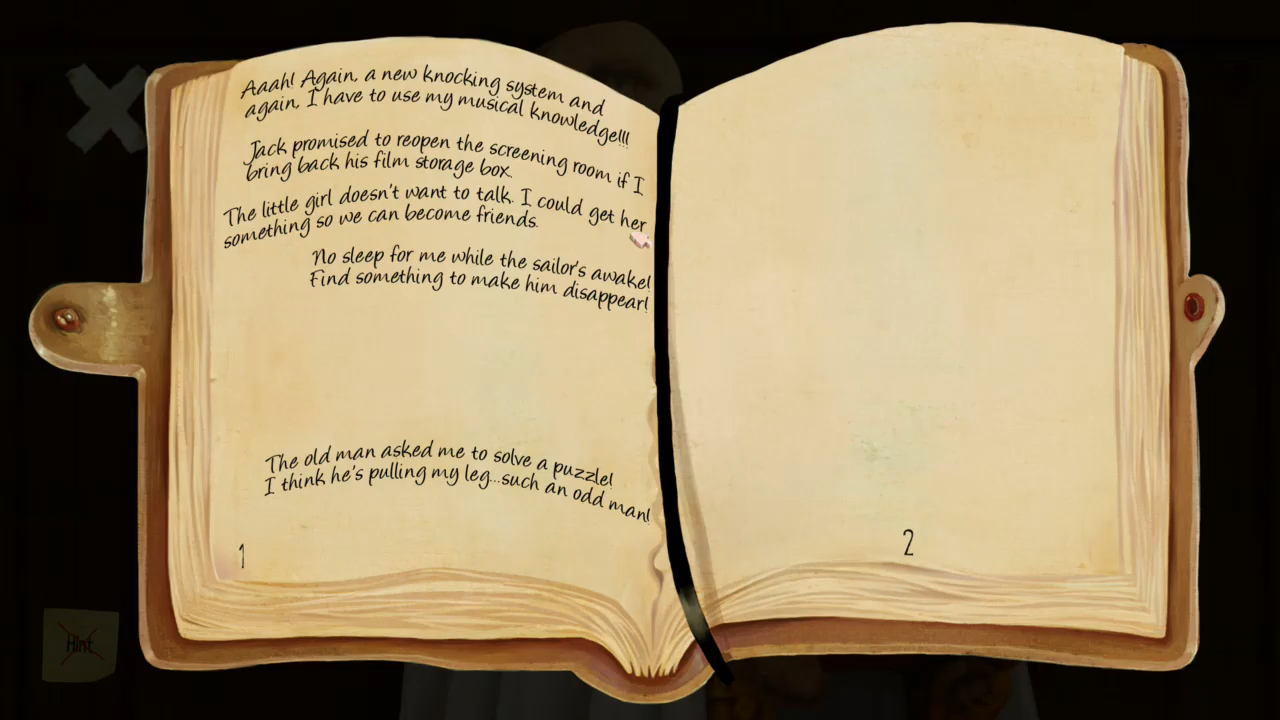 Aaah! Again, a new knocking system and
again, I have to use my musical knowledge!!!
Jack promised to reopen the screening room if I
bring back his film storage box.
The little girl doesn't want to talk. I could get her
something so we can become friends.
No sleep for me while the sailor's awake!
Find something to make him disappear!
The old man asked me to solve a puzzle!
I think he's pulling my leg...such an odd man!
1
2
Hint